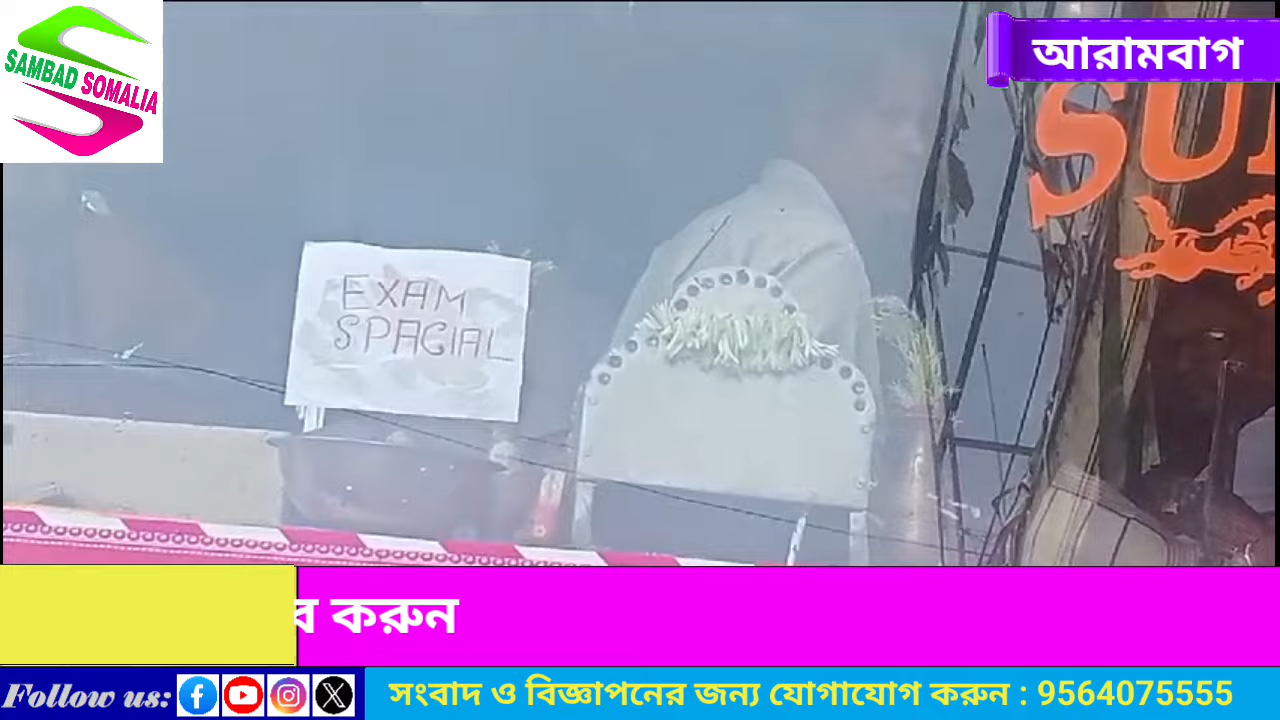 SAMBAD SOMALIA
আরামবাগ
EXAM
SPACIAL
করুন
Follow us:
সংবাদ ও বিজ্ঞাপনের জন্য যোগাযোগ করুন : 9564075555